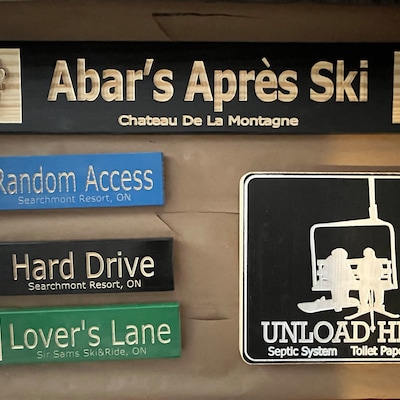 Abar's Après Ski
Chateau De La Montagne
Random Access
Searchmont Resort, ON
Hard Drive
Searchmont Resort, ON
Lover's Lane
Sir Sams Ski&Ride, ON
UNLOAD
Septic System Toilet